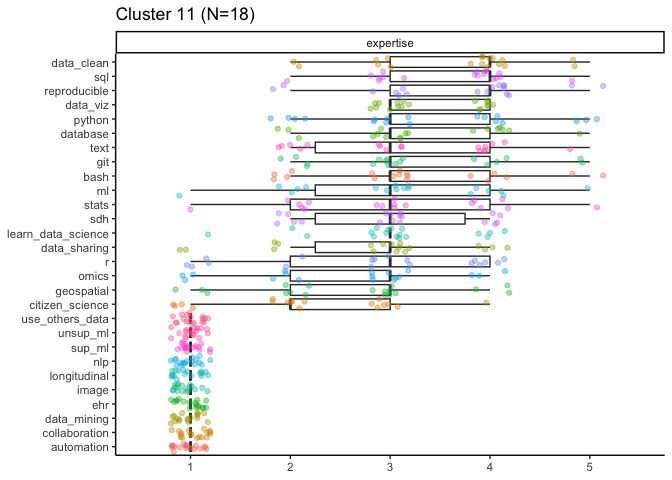 Cluster 11 (N=18)
expertise
data_clean
sql
reproducible
data_viz
python
database
text
git
bash
ml
stats
sdh
learn_data_science
data_sharing
r
omics
geospatial
citizen_science
use_others_data
unsup_ml
sup_ml
nlp
longitudinal
image
ehr
data_mining
collaboration
automation
1 2 3 4 5